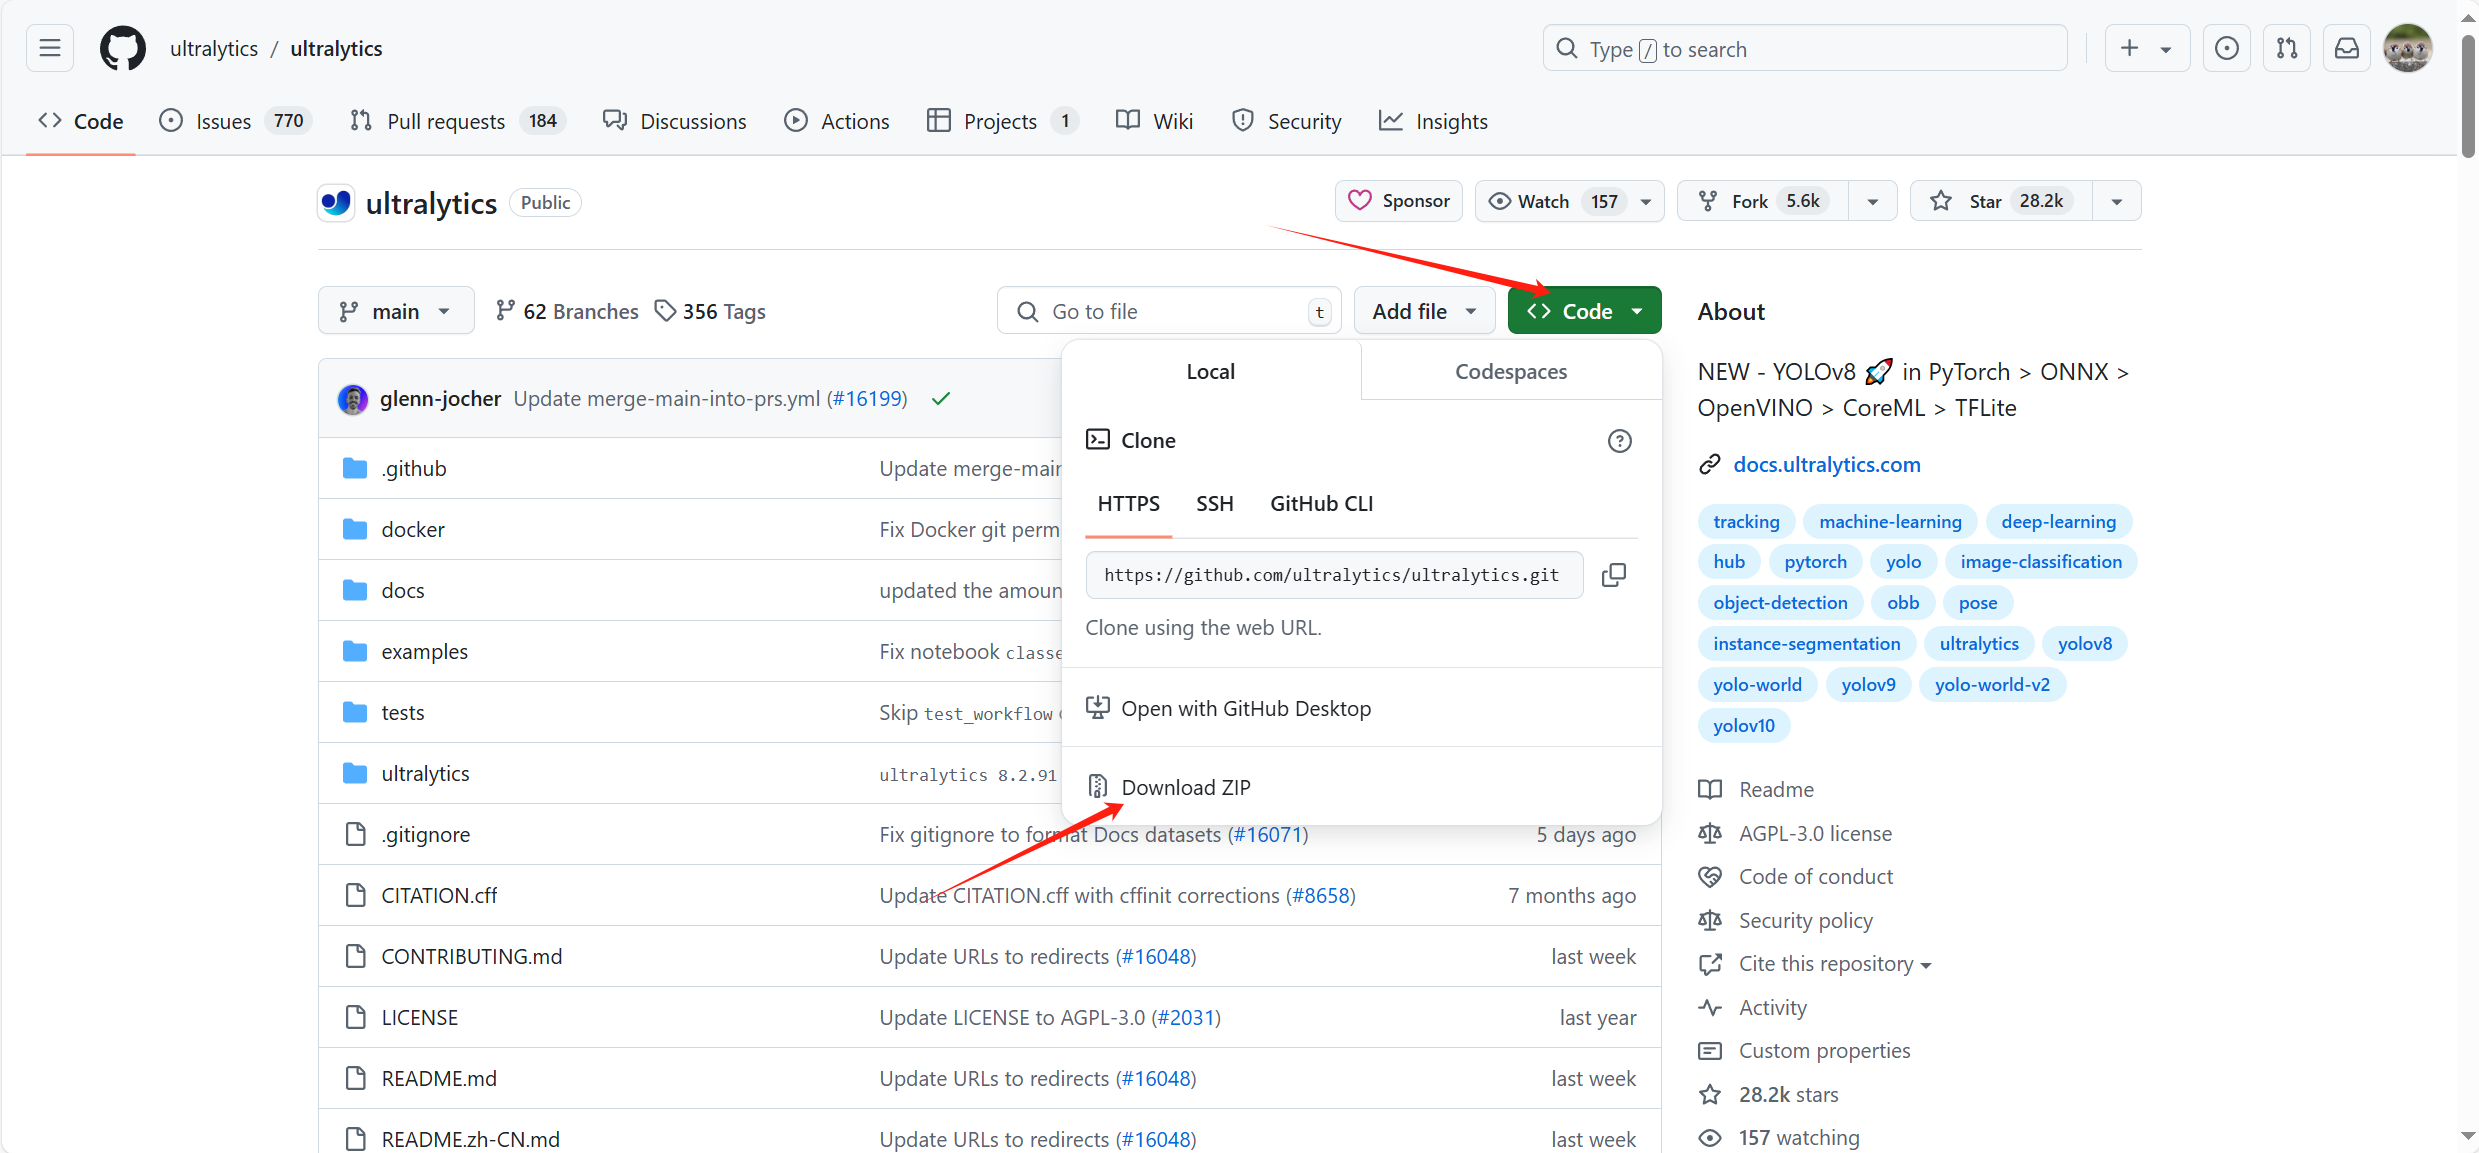 ultralytics / ultralytics
Type / to search
Code
Issues 770
Pull requests 184
Discussions
Actions
Projects 1
Wiki
Security
Insights
ultralytics Public
Sponsor
Watch 157
Fork 5.6k
Star 28.2k
main
62 Branches
356 Tags
Go to file
t
Add file
Code
Local
Codespaces
Clone
HTTPS
SSH
GitHub CLI
https://github.com/ultralytics/ultralytics.git
Clone using the web URL.
Open with GitHub Desktop
Download ZIP
glenn-jocher Update merge-main-into-prs.yml (#16199)
.github Update merge-main
docker Fix Docker git perm
docs updated the amoun
examples Fix notebook classe
tests Skip test_workflow
ultralytics ultralytics 8.2.91
.gitignore Fix gitignore to format Docs datasets (#16071) 5 days ago
CITATION.cff Update CITATION.cff with cffinit corrections (#8658) 7 months ago
CONTRIBUTING.md Update URLs to redirects (#16048) last week
LICENSE Update LICENSE to AGPL-3.0 (#2031) last year
README.md Update URLs to redirects (#16048) last week
README.zh-CN.md Update URLs to redirects (#16048) last week
About
NEW - YOLOv8 🚀 in PyTorch > ONNX >
OpenVINO > CoreML > TFLite
docs.ultralytics.com
tracking machine-learning deep-learning
hub pytorch yolo image-classification
object-detection obb pose
instance-segmentation ultralytics yolov8
yolo-world yolov9 yolo-world-v2
yolov10
Readme
AGPL-3.0 license
Code of conduct
Security policy
Cite this repository
Activity
Custom properties
28.2k stars
157 watching